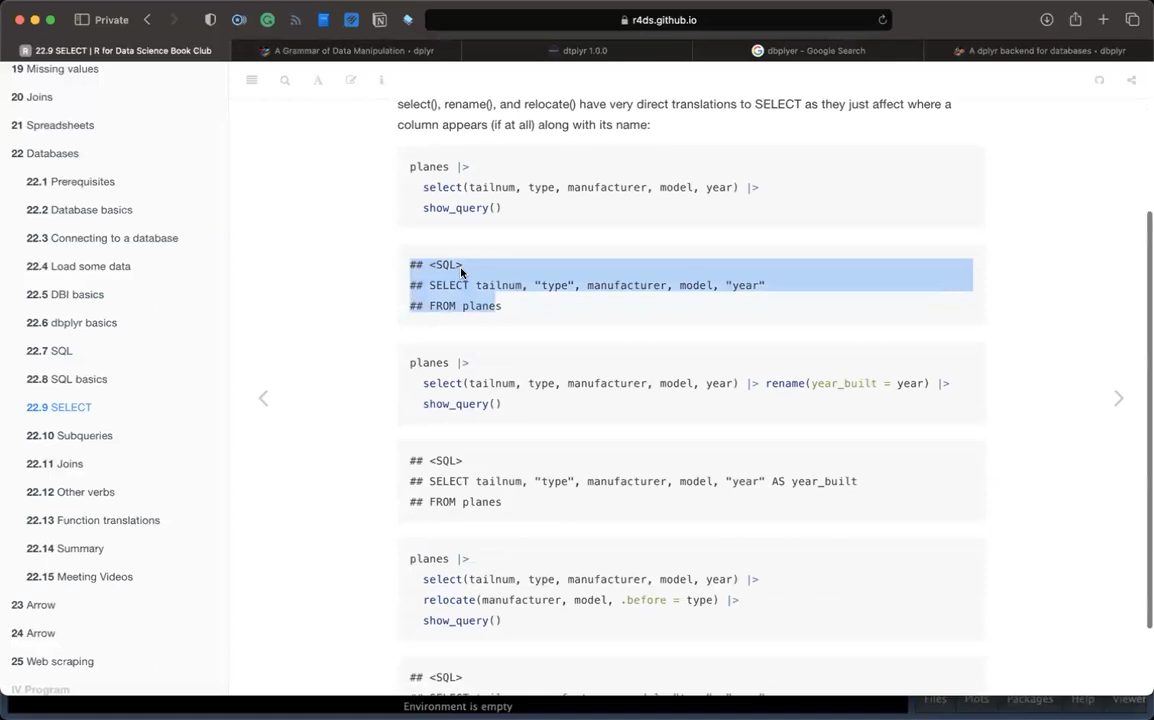 Private
r4ds.github.io
22.9 SELECT | R for Data Science Book Club
A Grammar of Data Manipulation • dplyr
dtplyr 1.0.0
dbplyer - Google Search
A dplyr backend for databases • dbplyr
19 Missing values
20 Joins
21 Spreadsheets
22 Databases
22.1 Prerequisites
22.2 Database basics
22.3 Connecting to a database
22.4 Load some data
22.5 DBI basics
22.6 dbplyr basics
22.7 SQL
22.8 SQL basics
22.9 SELECT
22.10 Subqueries
22.11 Joins
22.12 Other verbs
22.13 Function translations
22.14 Summary
22.15 Meeting Videos
23 Arrow
24 Arrow
25 Web scraping
IV Program
select(), rename(), and relocate() have very direct translations to SELECT as they just affect where a
column appears (if at all) along with its name:
planes |>
select(tailnum, type, manufacturer, model, year) |>
show_query()
## <SQL>
## SELECT tailnum, "type", manufacturer, model, "year"
## FROM planes
planes |>
select(tailnum, type, manufacturer, model, year) |> rename(year_built = year) |>
show_query()
## <SQL>
## SELECT tailnum, "type", manufacturer, model, "year" AS year_built
## FROM planes
planes |>
select(tailnum, type, manufacturer, model, year) |>
relocate(manufacturer, model, .before = type) |>
show_query()
## <SQL>
Environment is empty
Files Plots Packages Help Viewer